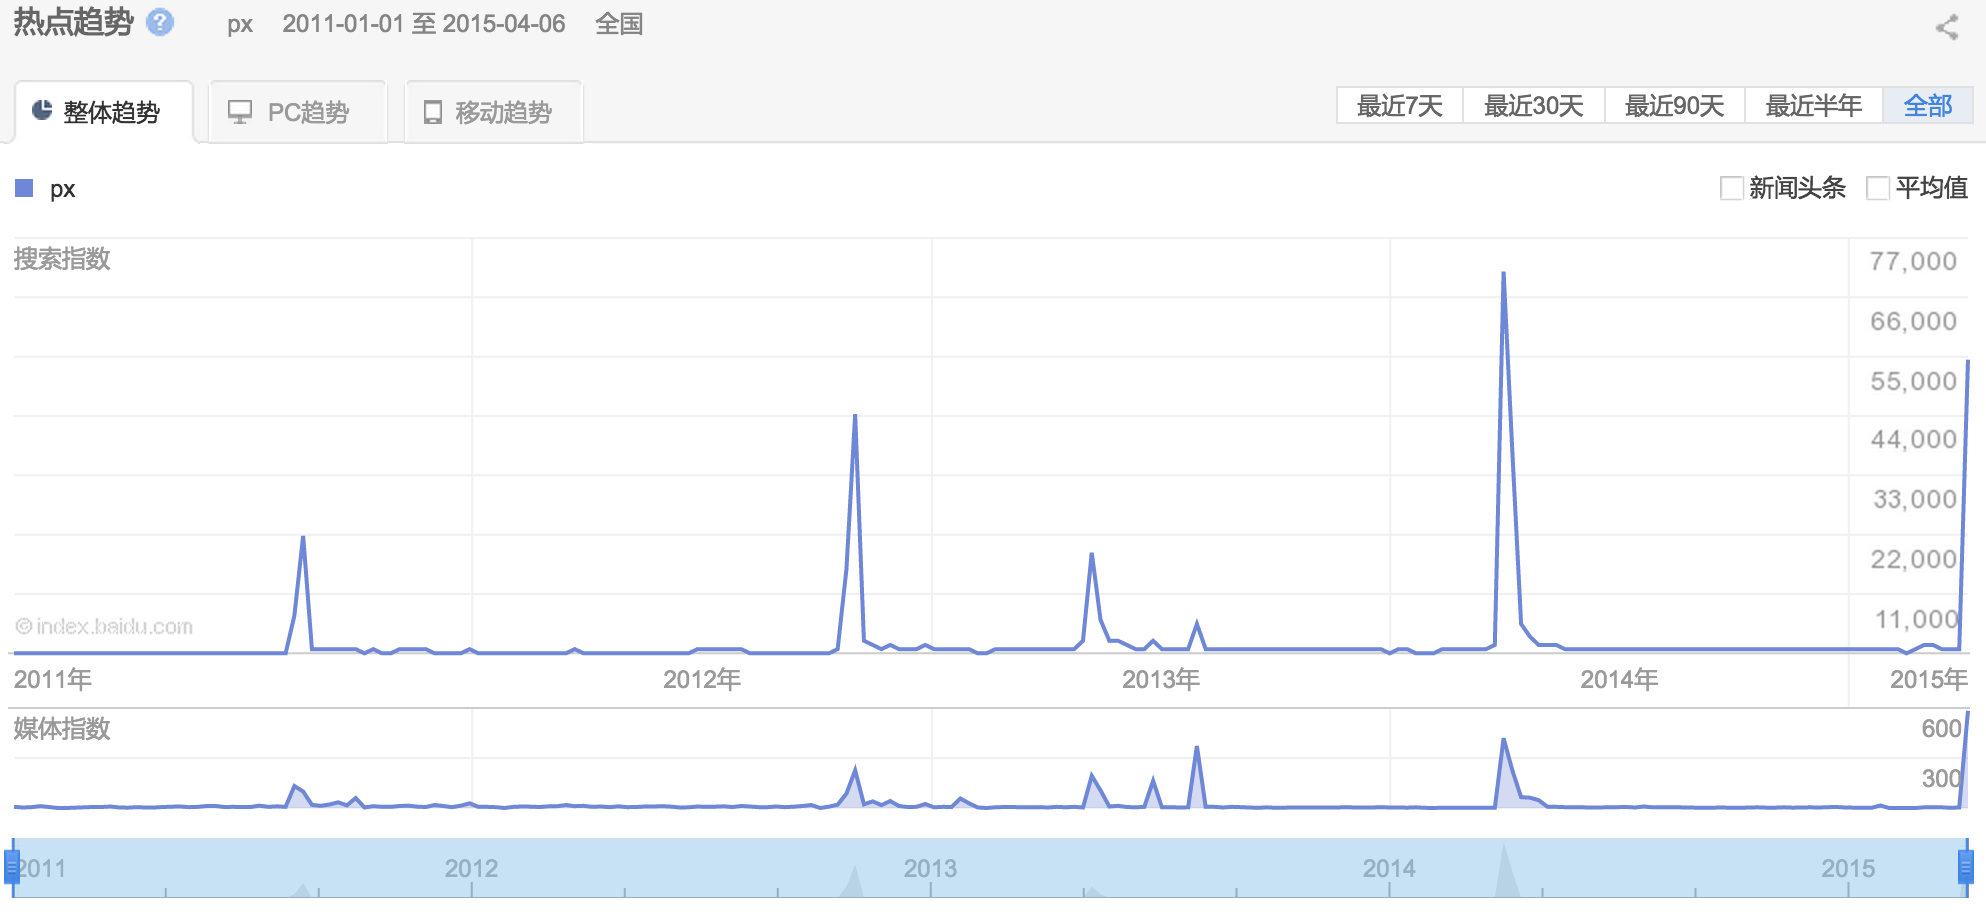 热点趋势 ? px 2011-01-01 至 2015-04-06 全国
整体趋势 PC趋势 移动趋势 最近7天 最近30天 最近90天 最近半年 全部
px 新闻头条 平均值
搜索指数 77,000
66,000
55,000
44,000
33,000
22,000
© index.baidu.com 11,000
2011年 2012年 2013年 2014年 2015年
媒体指数 600
300
2011 2012 2013 2014 2015